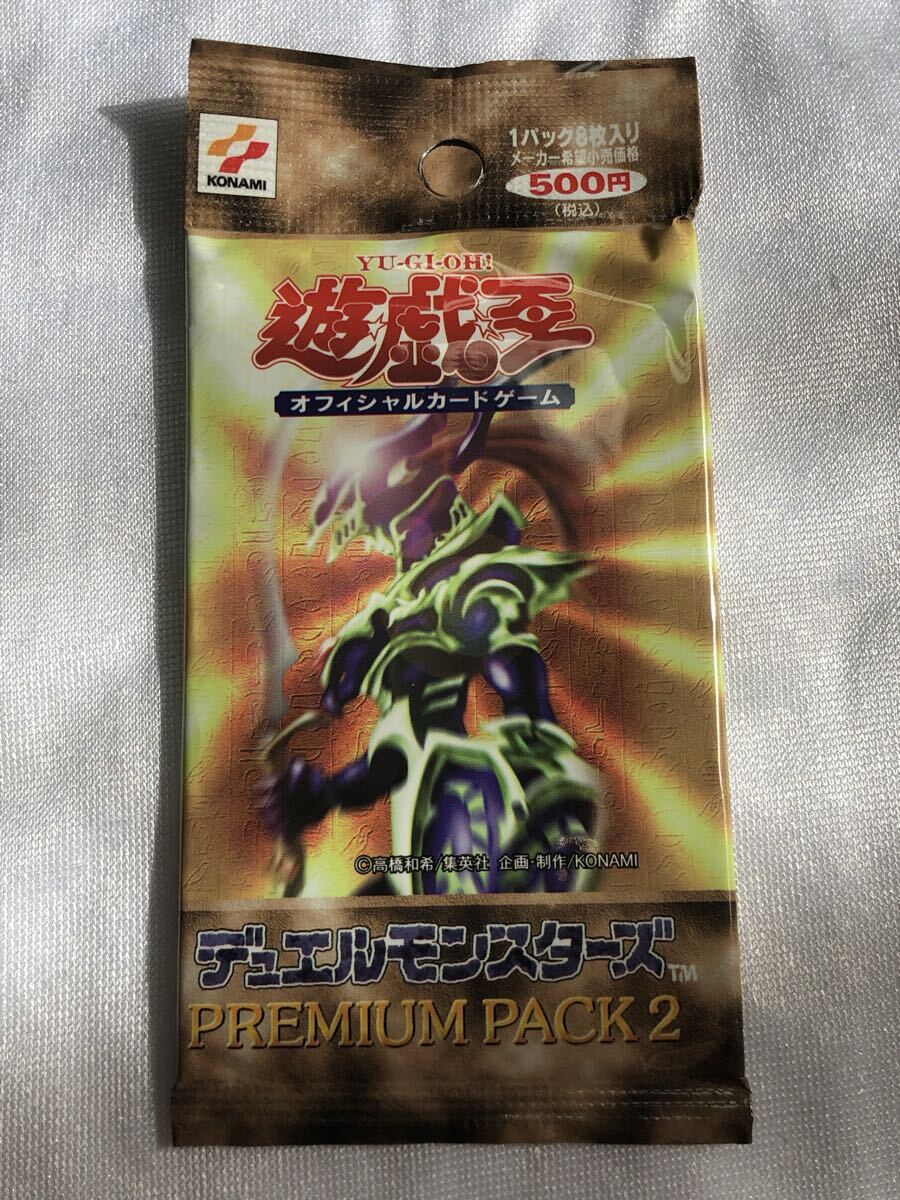 KONAMI
1パック8枚入り
メーカー希望小売価格
500円
(税込)
YU-GI-OH!
遊戯王
オフィシャルカードゲーム
©高橋和希/集英社 企画・制作/KONAMI
デュエルモンスターズ™
PREMIUM PACK 2